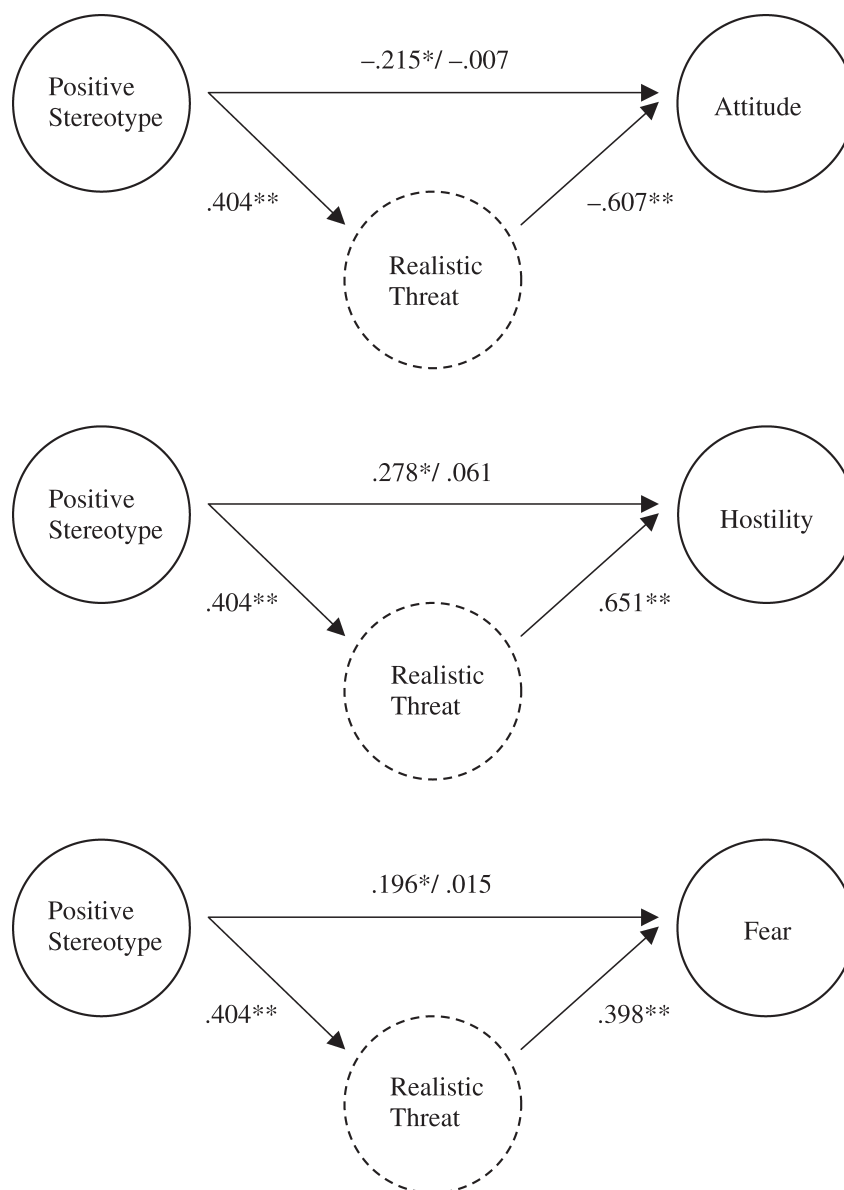 –.215*/ –.007
Positive
Stereotype
Attitude
.404**
–.607**
Realistic
Threat
.278*/ .061
Positive
Stereotype
Hostility
.404**
.651**
Realistic
Threat
.196*/ .015
Positive
Stereotype
Fear
.404**
.398**
Realistic
Threat